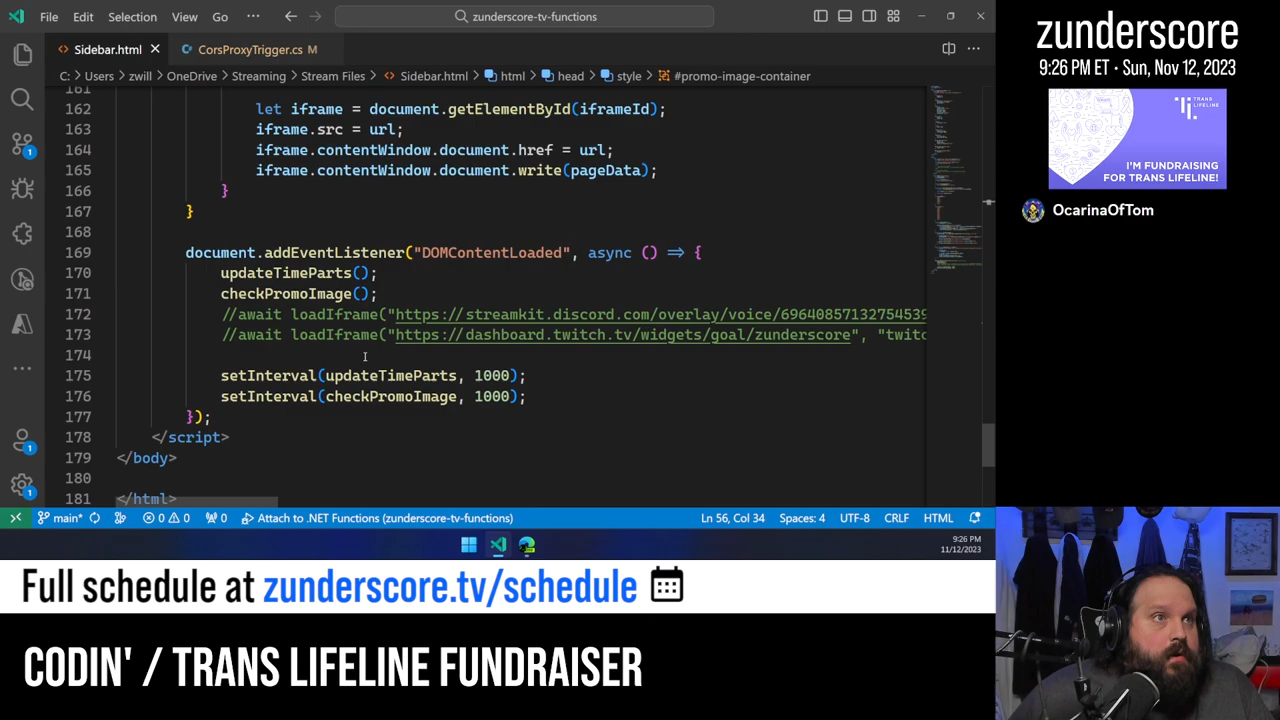 File Edit Selection View Go ··· zunderscore-tv-functions
Sidebar.html CorsProxyTrigger.cs M
C: > Users > zwill > OneDrive > Streaming > Stream Files > Sidebar.html > html > head > style > #promo-image-container
161
162 let iframe = document.getElementById(iframeId);
163 iframe.src = url;
164 iframe.contentWindow.document.href = url;
165 iframe.contentWindow.document.write(pageData);
166 }
167 }
168
169 document.addEventListener("DOMContentLoaded", async () => {
170 updateTimeParts();
171 checkPromoImage();
172 //await loadIframe("https://streamkit.discord.com/overlay/voice/69640857132754539
173 //await loadIframe("https://dashboard.twitch.tv/widgets/goal/zunderscore", "twitc
174
175 setInterval(updateTimeParts, 1000);
176 setInterval(checkPromoImage, 1000);
177 });
178 </script>
179 </body>
180
181 </html>
main* 0 0 0 Attach to .NET Functions (zunderscore-tv-functions) Ln 56, Col 34 Spaces: 4 UTF-8 CRLF HTML
9:26 PM
11/12/2023
zunderscore
9:26 PM ET · Sun, Nov 12, 2023
TRANS
LIFELINE
I'M FUNDRAISING
FOR TRANS LIFELINE!
OcarinaOfTom
Full schedule at zunderscore.tv/schedule
CODIN' / TRANS LIFELINE FUNDRAISER